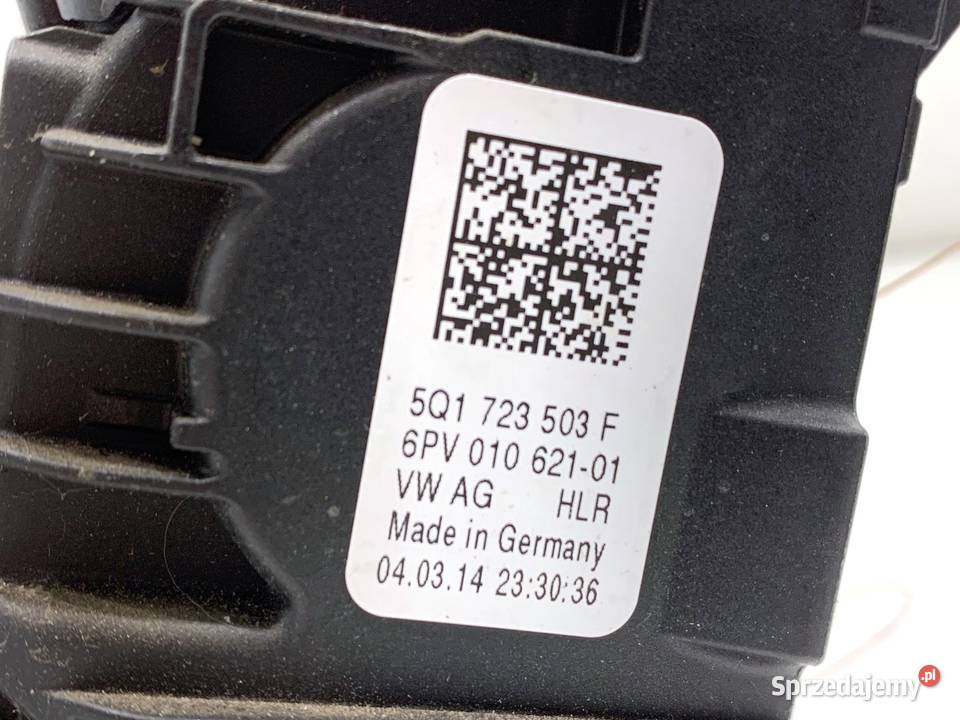 5Q1 723 503 F
6PV 010 621-01
VW AG HLR
Made in Germany
04.03.14 23:30:36
Sprzedajemy.pl